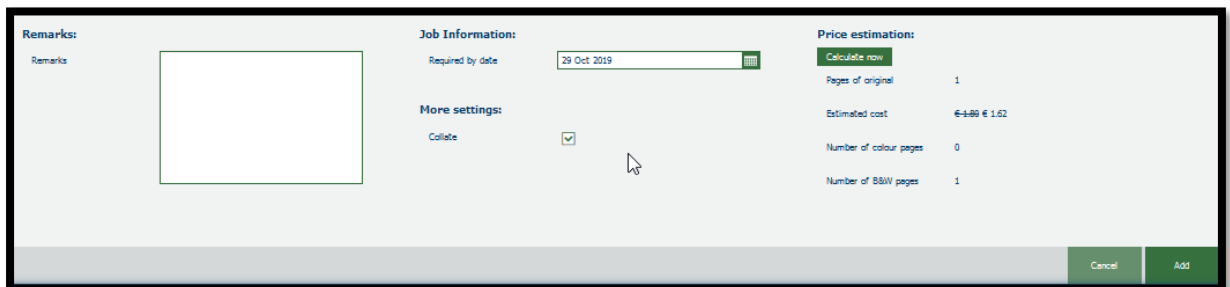 Remarks:
Remarks
Job Information:
Required by date 29 Oct 2019
More settings:
Collate
Price estimation:
Calculate now
Pages of original 1
Estimated cost € 1.80 € 1.62
Number of colour pages 0
Number of B&W pages 1
Cancel Add